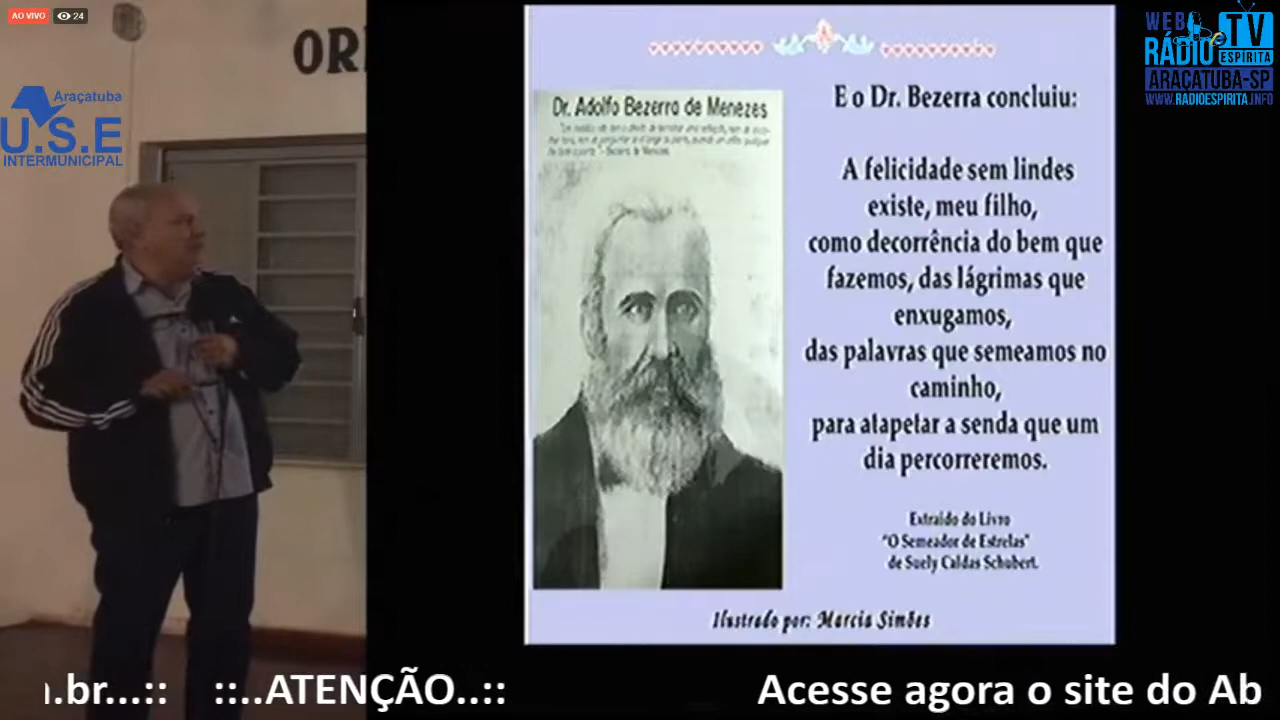 AO VIVO
24
ORI
Araçatuba
U.S.E
INTERMUNICIPAL
WEB
RÁDIO e TV
ESPÍRITA
ARAÇATUBA-SP
WWW.RADIOESPIRITA.INFO
Dr. Adolfo Bezerra de Menezes
E o Dr. Bezerra concluiu:
A felicidade sem lindes
existe, meu filho,
como decorrência do bem que
fazemos, das lágrimas que
enxugamos,
das palavras que semeamos no
caminho,
para atapetar a senda que um
dia percorreremos.
Extraído do Livro
"O Semeador de Estrelas"
de Suely Caldas Schubert.
Ilustrado por: Marcia Simões
.br...:: ::..ATENÇÃO..:: Acesse agora o site do Ab